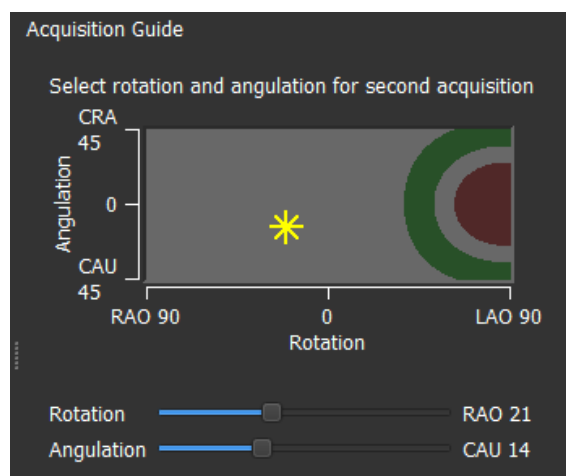 Acquisition Guide
Select rotation and angulation for second acquisition
CRA
45
Angulation
0
CAU
45
RAO 90
0
LAO 90
Rotation
Rotation RAO 21
Angulation CAU 14